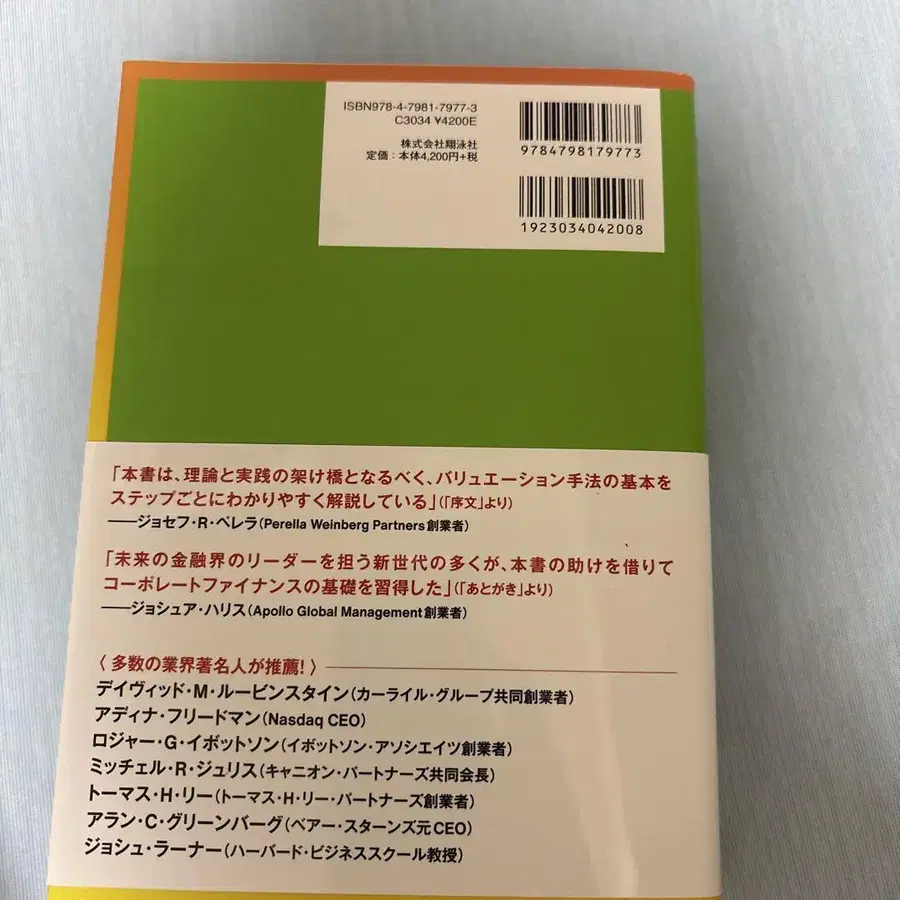 ISBN978-4-7981-7977-3
C3034 ¥4200E
株式会社翔泳社
定価：本体4,200円+税
9784798179773
1923034042008
「本書は、理論と実践の架け橋となるべく、バリュエーション手法の基本を
ステップごとにわかりやすく解説している」（「序文」より）
――ジョセフ・R・ペレラ（Perella Weinberg Partners創業者）
「未来の金融界のリーダーを担う新世代の多くが、本書の助けを借りて
コーポレートファイナンスの基礎を習得した」（「あとがき」より）
――ジョシュア・ハリス（Apollo Global Management創業者）
〈 多数の業界著名人が推薦！〉
デイヴィッド・M・ルービンスタイン（カーライル・グループ共同創業者）
アディナ・フリードマン（Nasdaq CEO）
ロジャー・G・イボットソン（イボットソン・アソシエイツ創業者）
ミッチェル・R・ジュリス（キャニオン・パートナーズ共同会長）
トーマス・H・リー（トーマス・H・リー・パートナーズ創業者）
アラン・C・グリーンバーグ（ベアー・スターンズ元CEO）
ジョシュ・ラーナー（ハーバード・ビジネススクール教授）